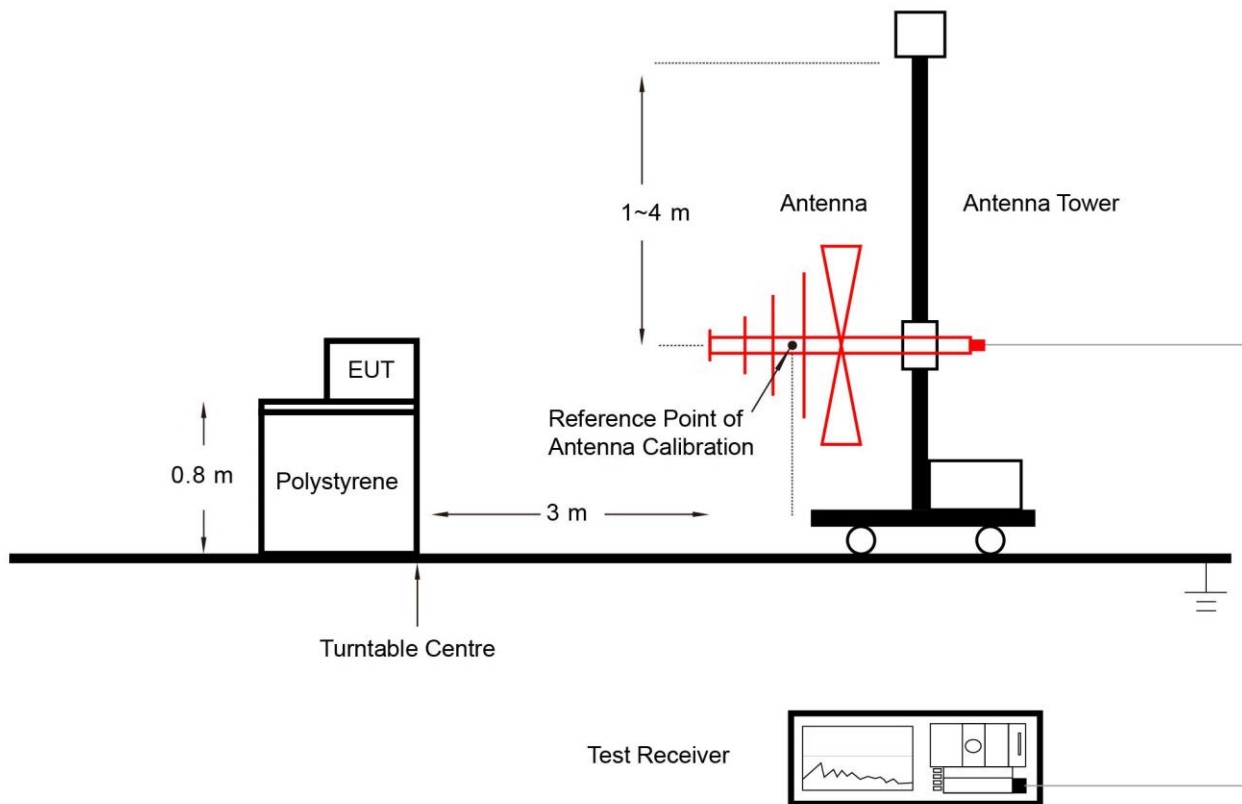 1~4 m
Antenna
Antenna Tower
EUT
Reference Point of
Antenna Calibration
0.8 m
Polystyrene
3 m
Turntable Centre
Test Receiver